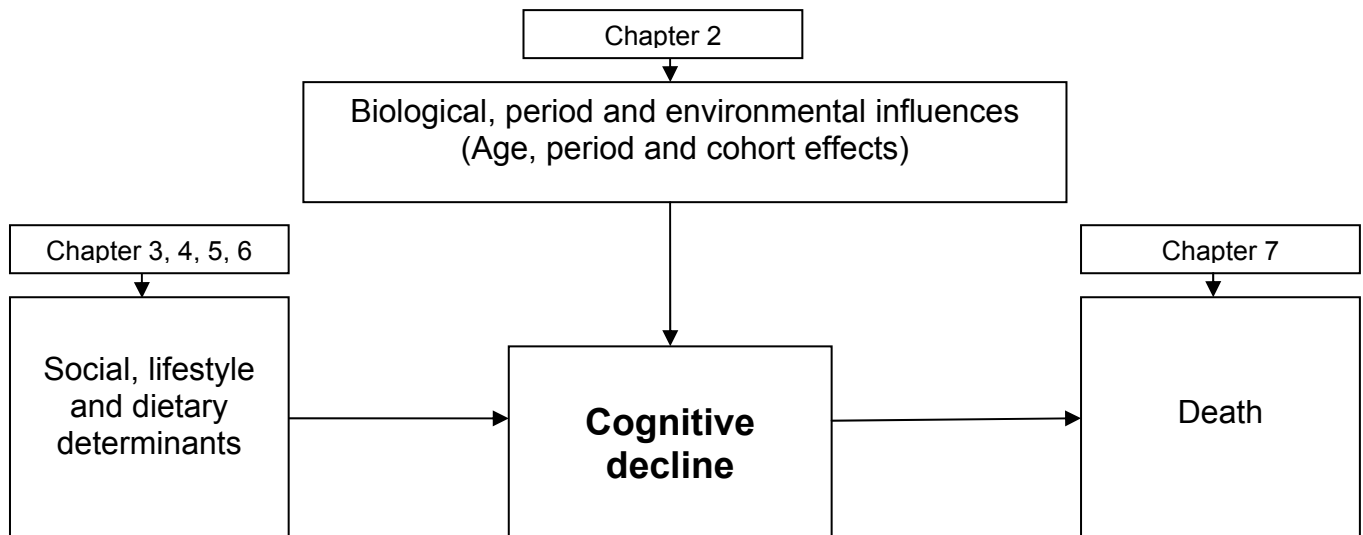 Chapter 2
Biological, period and environmental influences
(Age, period and cohort effects)
Chapter 3, 4, 5, 6
Social, lifestyle
and dietary
determinants
Cognitive
decline
Chapter 7
Death